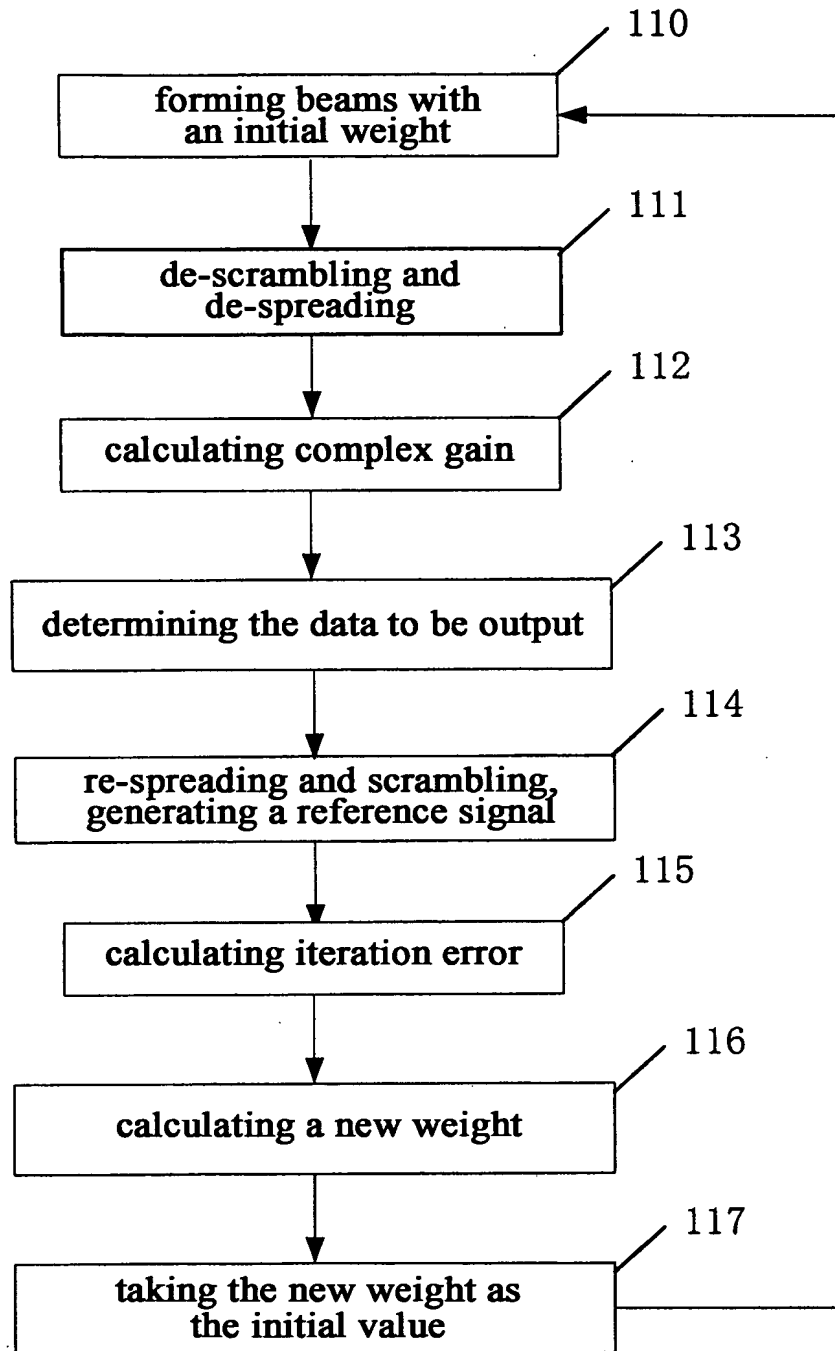 110
forming beams with
an initial weight
111
de-scrambling and
de-spreading
112
calculating complex gain
113
determining the data to be output
114
re-spreading and scrambling,
generating a reference signal
115
calculating iteration error
116
calculating a new weight
117
taking the new weight as
the initial value